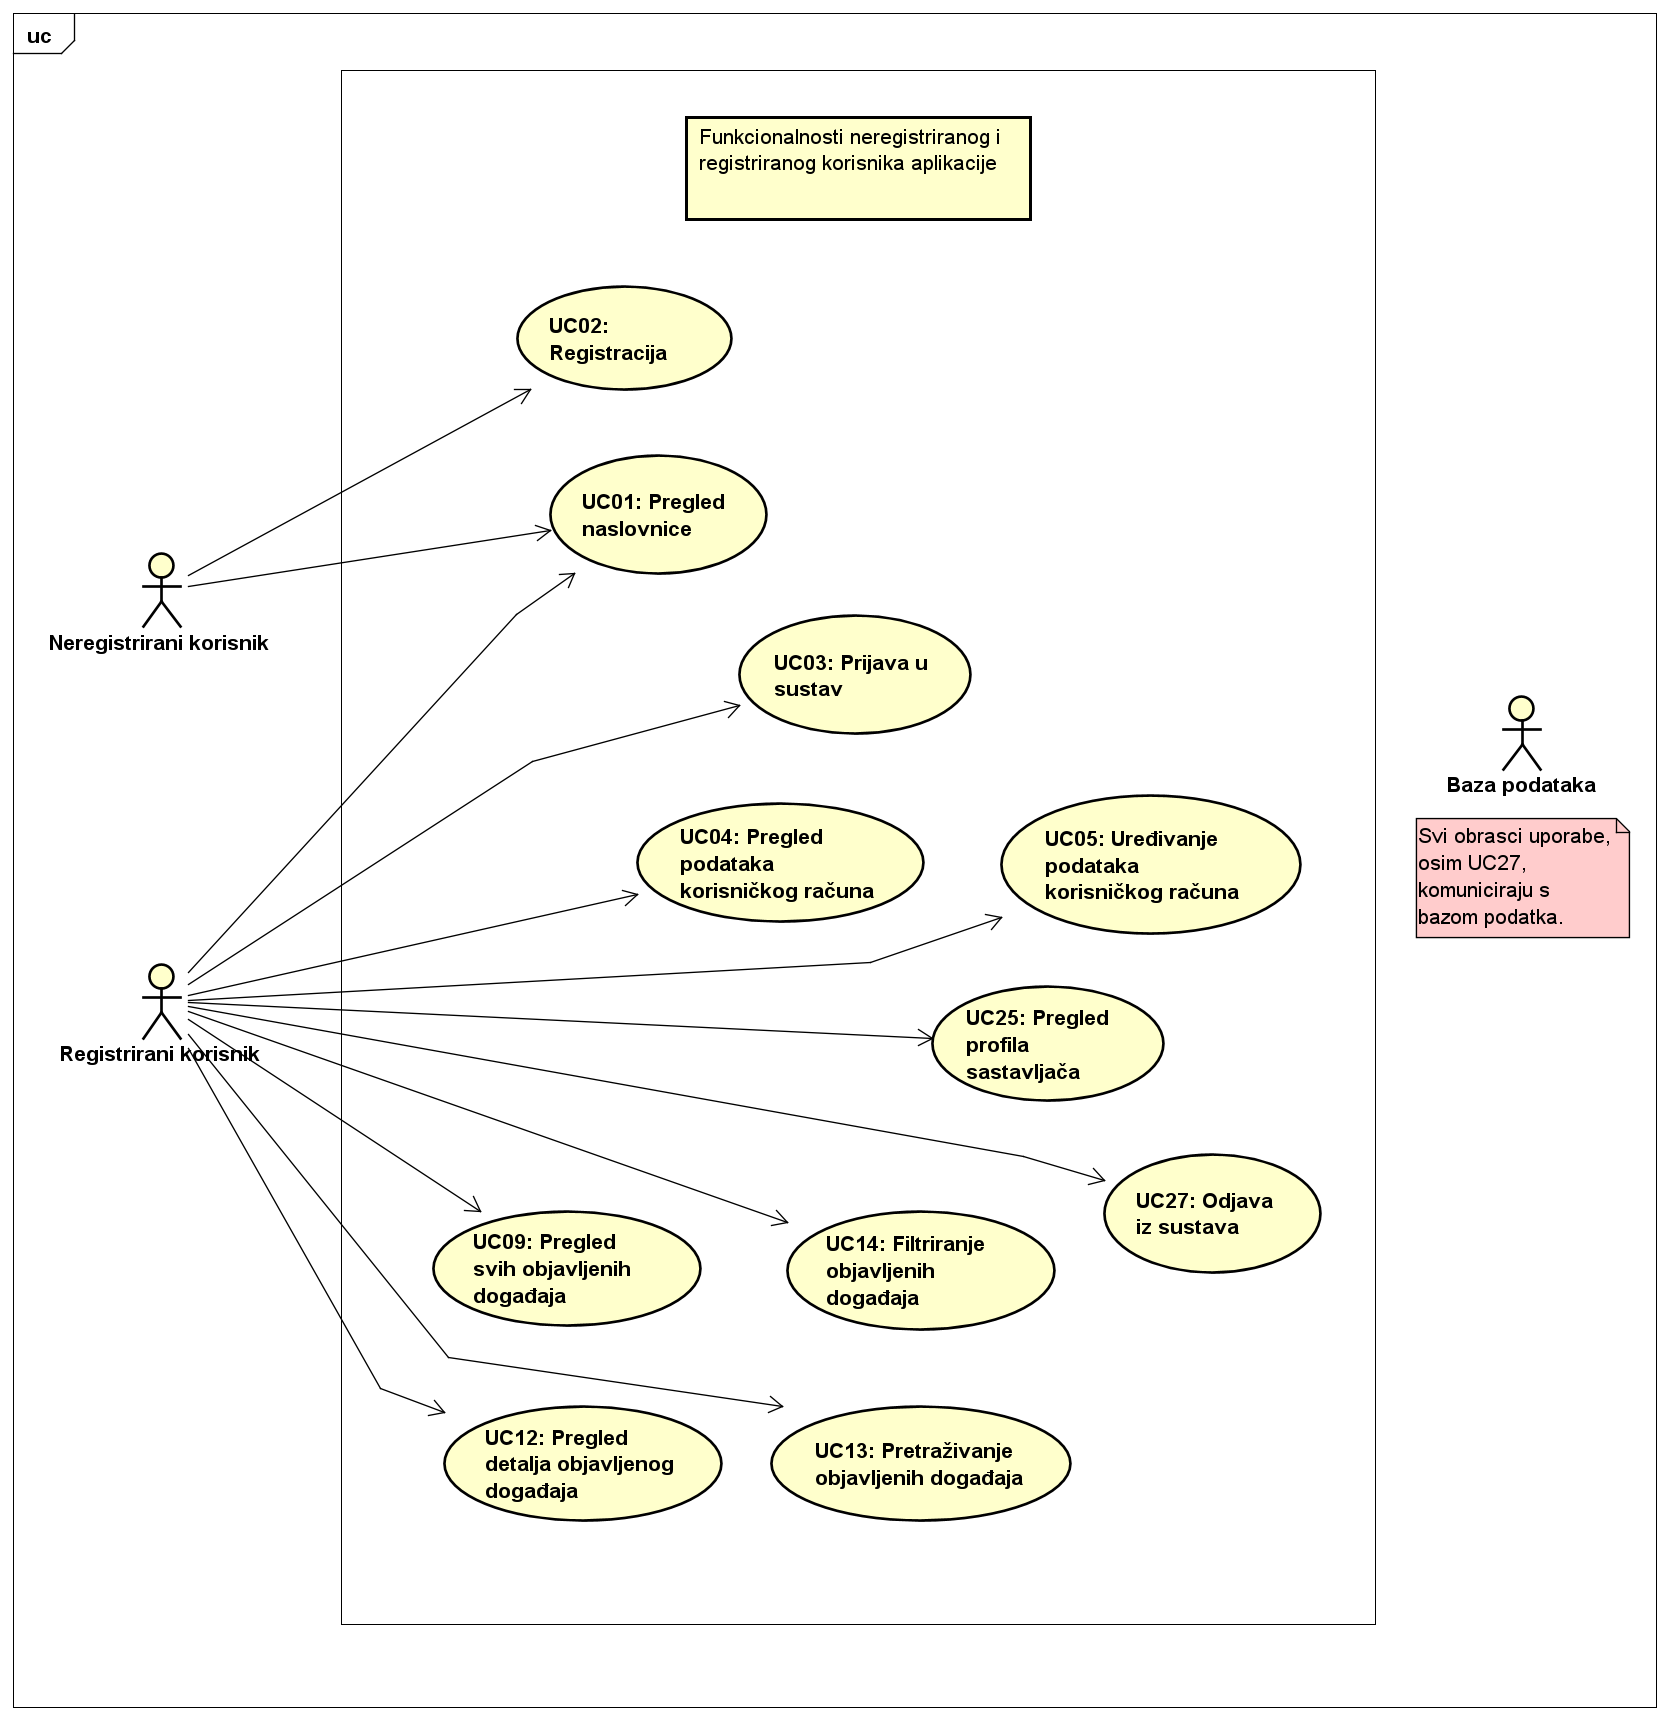 uc
Funkcionalnosti neregistriranog i
registriranog korisnika aplikacije
UC02:
Registracija
UC01: Pregled
naslovnice
Neregistrirani korisnik
UC03: Prijava u
sustav
Baza podataka
Svi obrasci uporabe,
osim UC27,
komuniciraju s
bazom podatka.
UC04: Pregled
podataka
korisničkog računa
UC05: Uređivanje
podataka
korisničkog računa
Registrirani korisnik
UC25: Pregled
profila
sastavljača
UC27: Odjava
iz sustava
UC09: Pregled
svih objavljenih
događaja
UC14: Filtriranje
objavljenih
događaja
UC12: Pregled
detalja objavljenog
događaja
UC13: Pretraživanje
objavljenih događaja